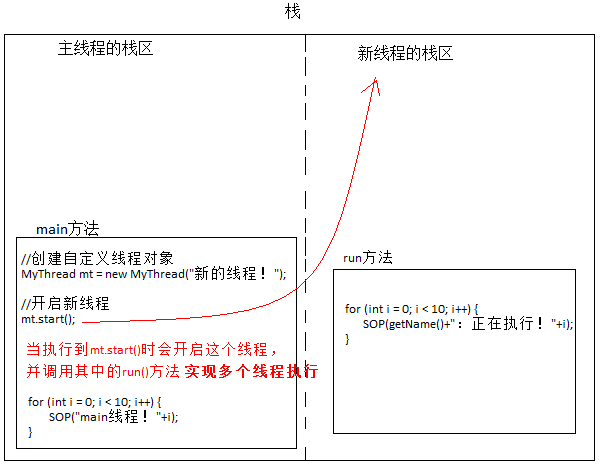 栈
主线程的栈区
新线程的栈区
main方法
//创建自定义线程对象
MyThread mt = new MyThread("新的线程！");
//开启新线程
mt.start();
当执行到mt.start()时会开启这个线程，
并调用其中的run()方法 实现多个线程执行
for (int i = 0; i < 10; i++) {
SOP("main线程！"+i);
}
run方法
for (int i = 0; i < 10; i++) {
SOP(getName()+"：正在执行！"+i);
}